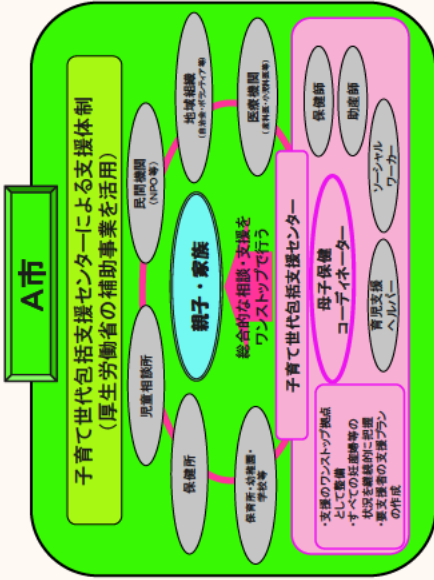 A市
子育て世代包括支援センターによる支援体制
(厚生労働省の補助事業を活用)
児童相談所
民間機関
(NPO等)
保健所
地域組織
(自治会・ボランティア等)
親子・家族
保育所・幼稚園・
学校等
医療機関
(産科医・小児科医等)
総合的な相談・支援を
ワンストップで行う
子育て世代包括支援センター
・支援のワンストップ拠点
として整備
・すべての妊産婦等の
状況を継続的に把握
・要支援者の支援プラン
の作成
母子保健
コーディネーター
保健師
助産師
育児支援
ヘルパー
ソーシャル
ワーカー